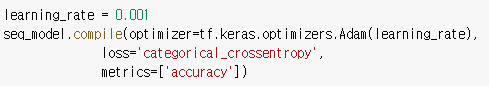 learning_rate = 0.001
seq_model.compile(optimizer=tf.keras.optimizers.Adam(learning_rate),
              loss='categorical_crossentropy',
              metrics=['accuracy'])